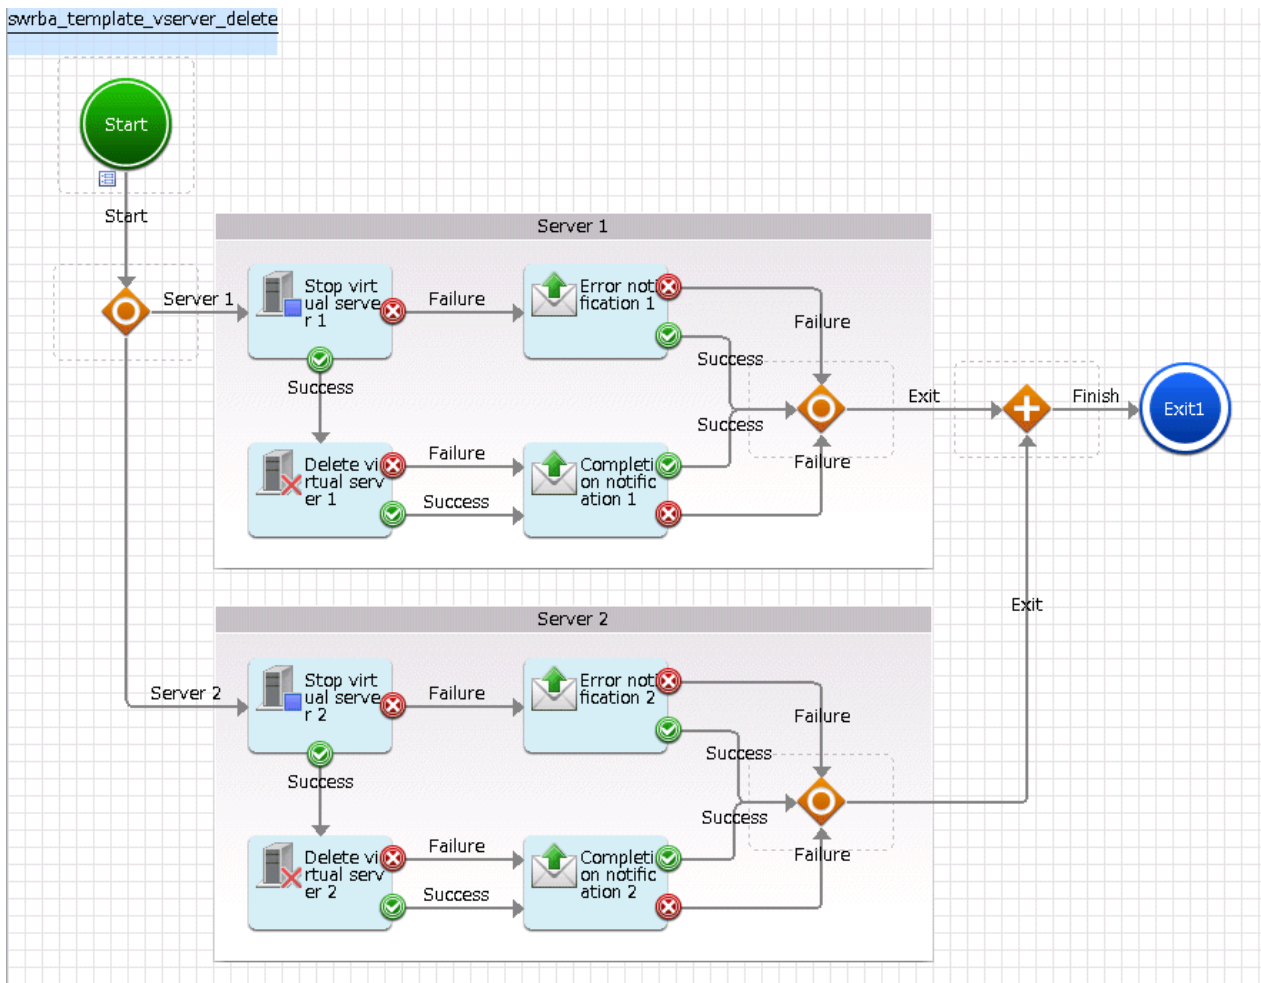 swrba_template_vserver_delete
Start
Start
Server 1
Server 1
Stop virt
ual serve
r 1
Failure
Error noti
fication 1
Failure
Success
Success
Delete vi
rtual serv
er 1
Failure
Success
Completi
on notific
ation 1
Success
Failure
Exit
Finish
Exit1
Exit
Server 2
Server 2
Stop virt
ual serve
r 2
Failure
Error noti
fication 2
Failure
Success
Success
Delete vi
rtual serv
er 2
Failure
Success
Completi
on notific
ation 2
Success
Failure